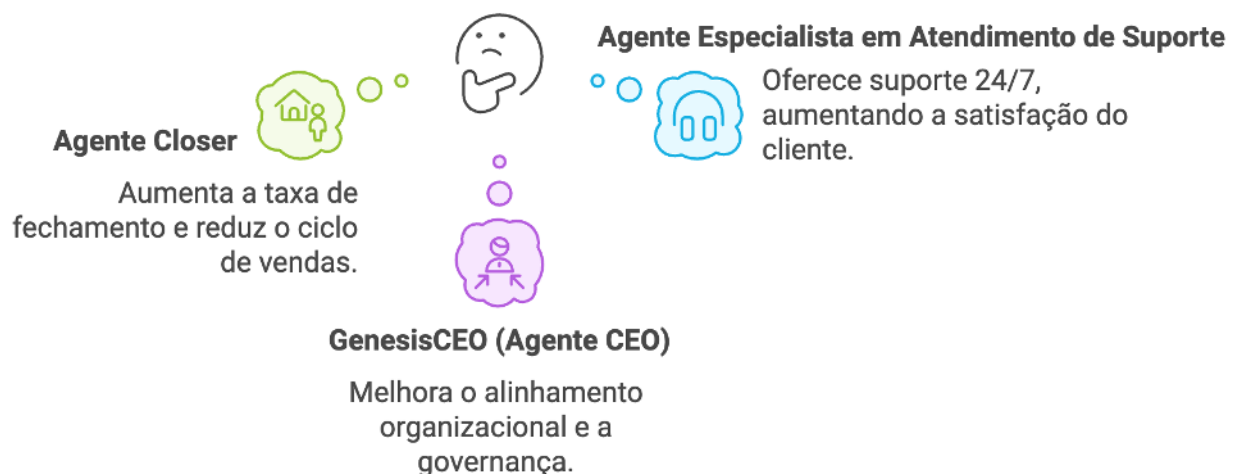 Agente Especialista em Atendimento de Suporte
Oferece suporte 24/7,
aumentando a satisfação do
cliente.
Agente Closer
Aumenta a taxa de
fechamento e reduz o ciclo
de vendas.
GenesisCEO (Agente CEO)
Melhora o alinhamento
organizacional e a
governança.